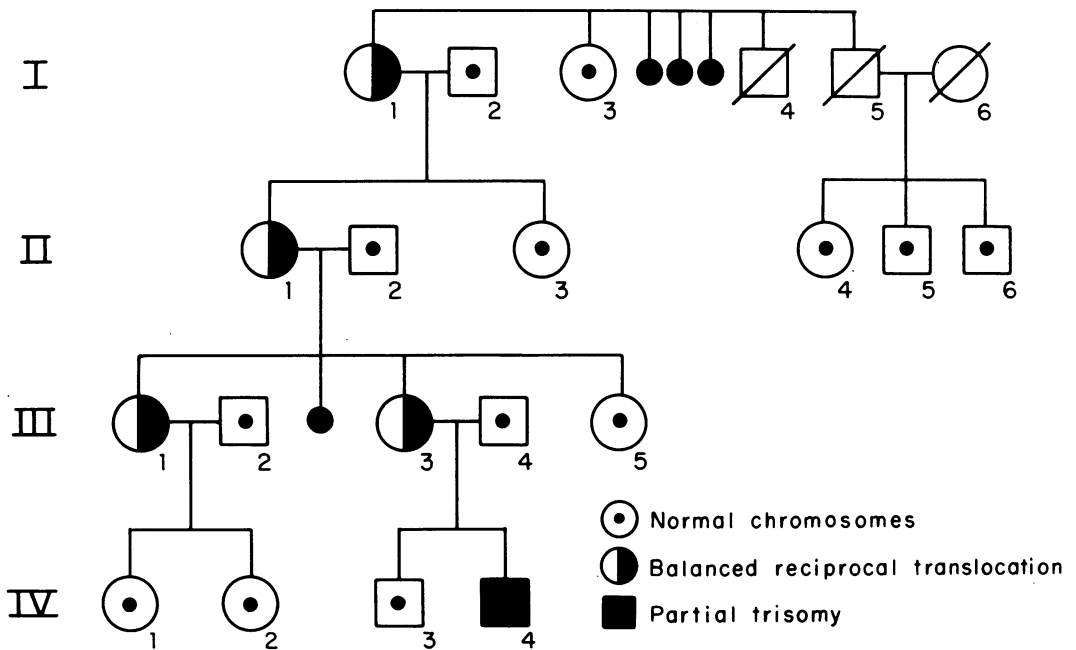 I
1 2 3 4 5 6
II
1 2 3 4 5 6
III
1 2 3 4 5
Normal chromosomes
Balanced reciprocal translocation
Partial trisomy
IV
1 2 3 4